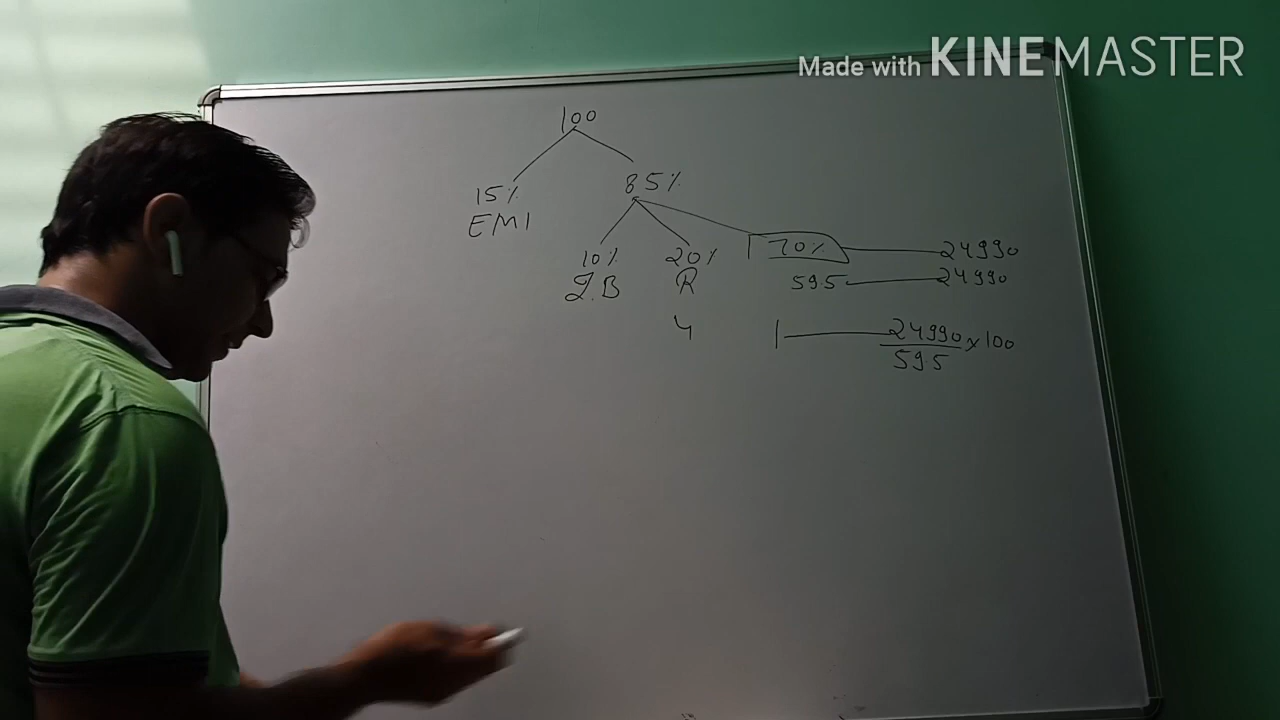 Made with KINEMASTER
100
15% 85%
EMI
10% 20% 70% 24990
I.B R 595 24990
4 1 24990 x 100
595